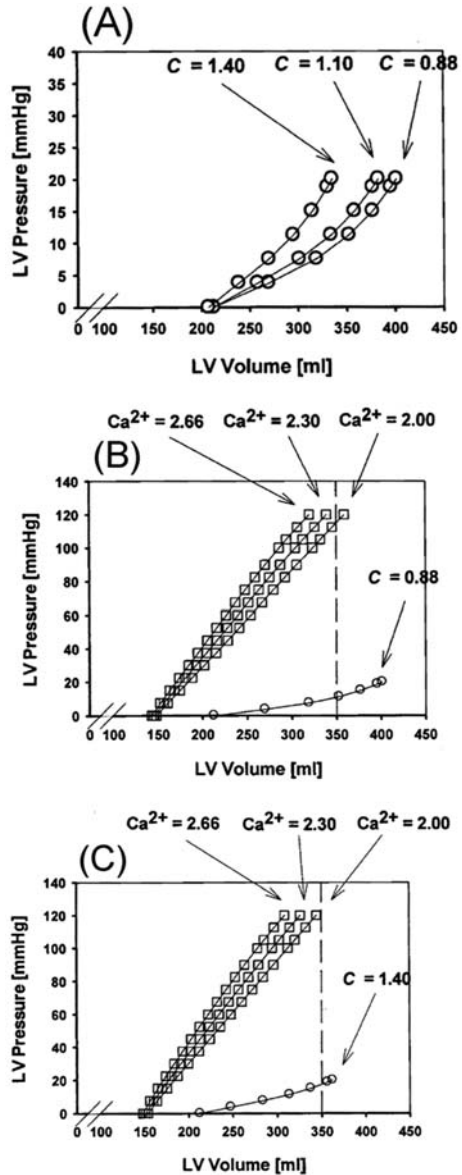 (A)
C = 1.40 C = 1.10 C = 0.88
LV Pressure [mmHg]
40
35
30
25
20
15
10
5
0
0 100 150 200 250 300 350 400 450
LV Volume [ml]
(B)
Ca2+ = 2.66 Ca2+ = 2.30 Ca2+ = 2.00
LV Pressure [mmHg]
140
120
100
80
60
40
20
0
C = 0.88
0 100 150 200 250 300 350 400 450
LV Volume [ml]
(C)
Ca2+ = 2.66 Ca2+ = 2.30 Ca2+ = 2.00
LV Pressure [mmHg]
140
120
100
80
60
40
20
0
C = 1.40
0 100 150 200 250 300 350 400 450
LV Volume [ml]